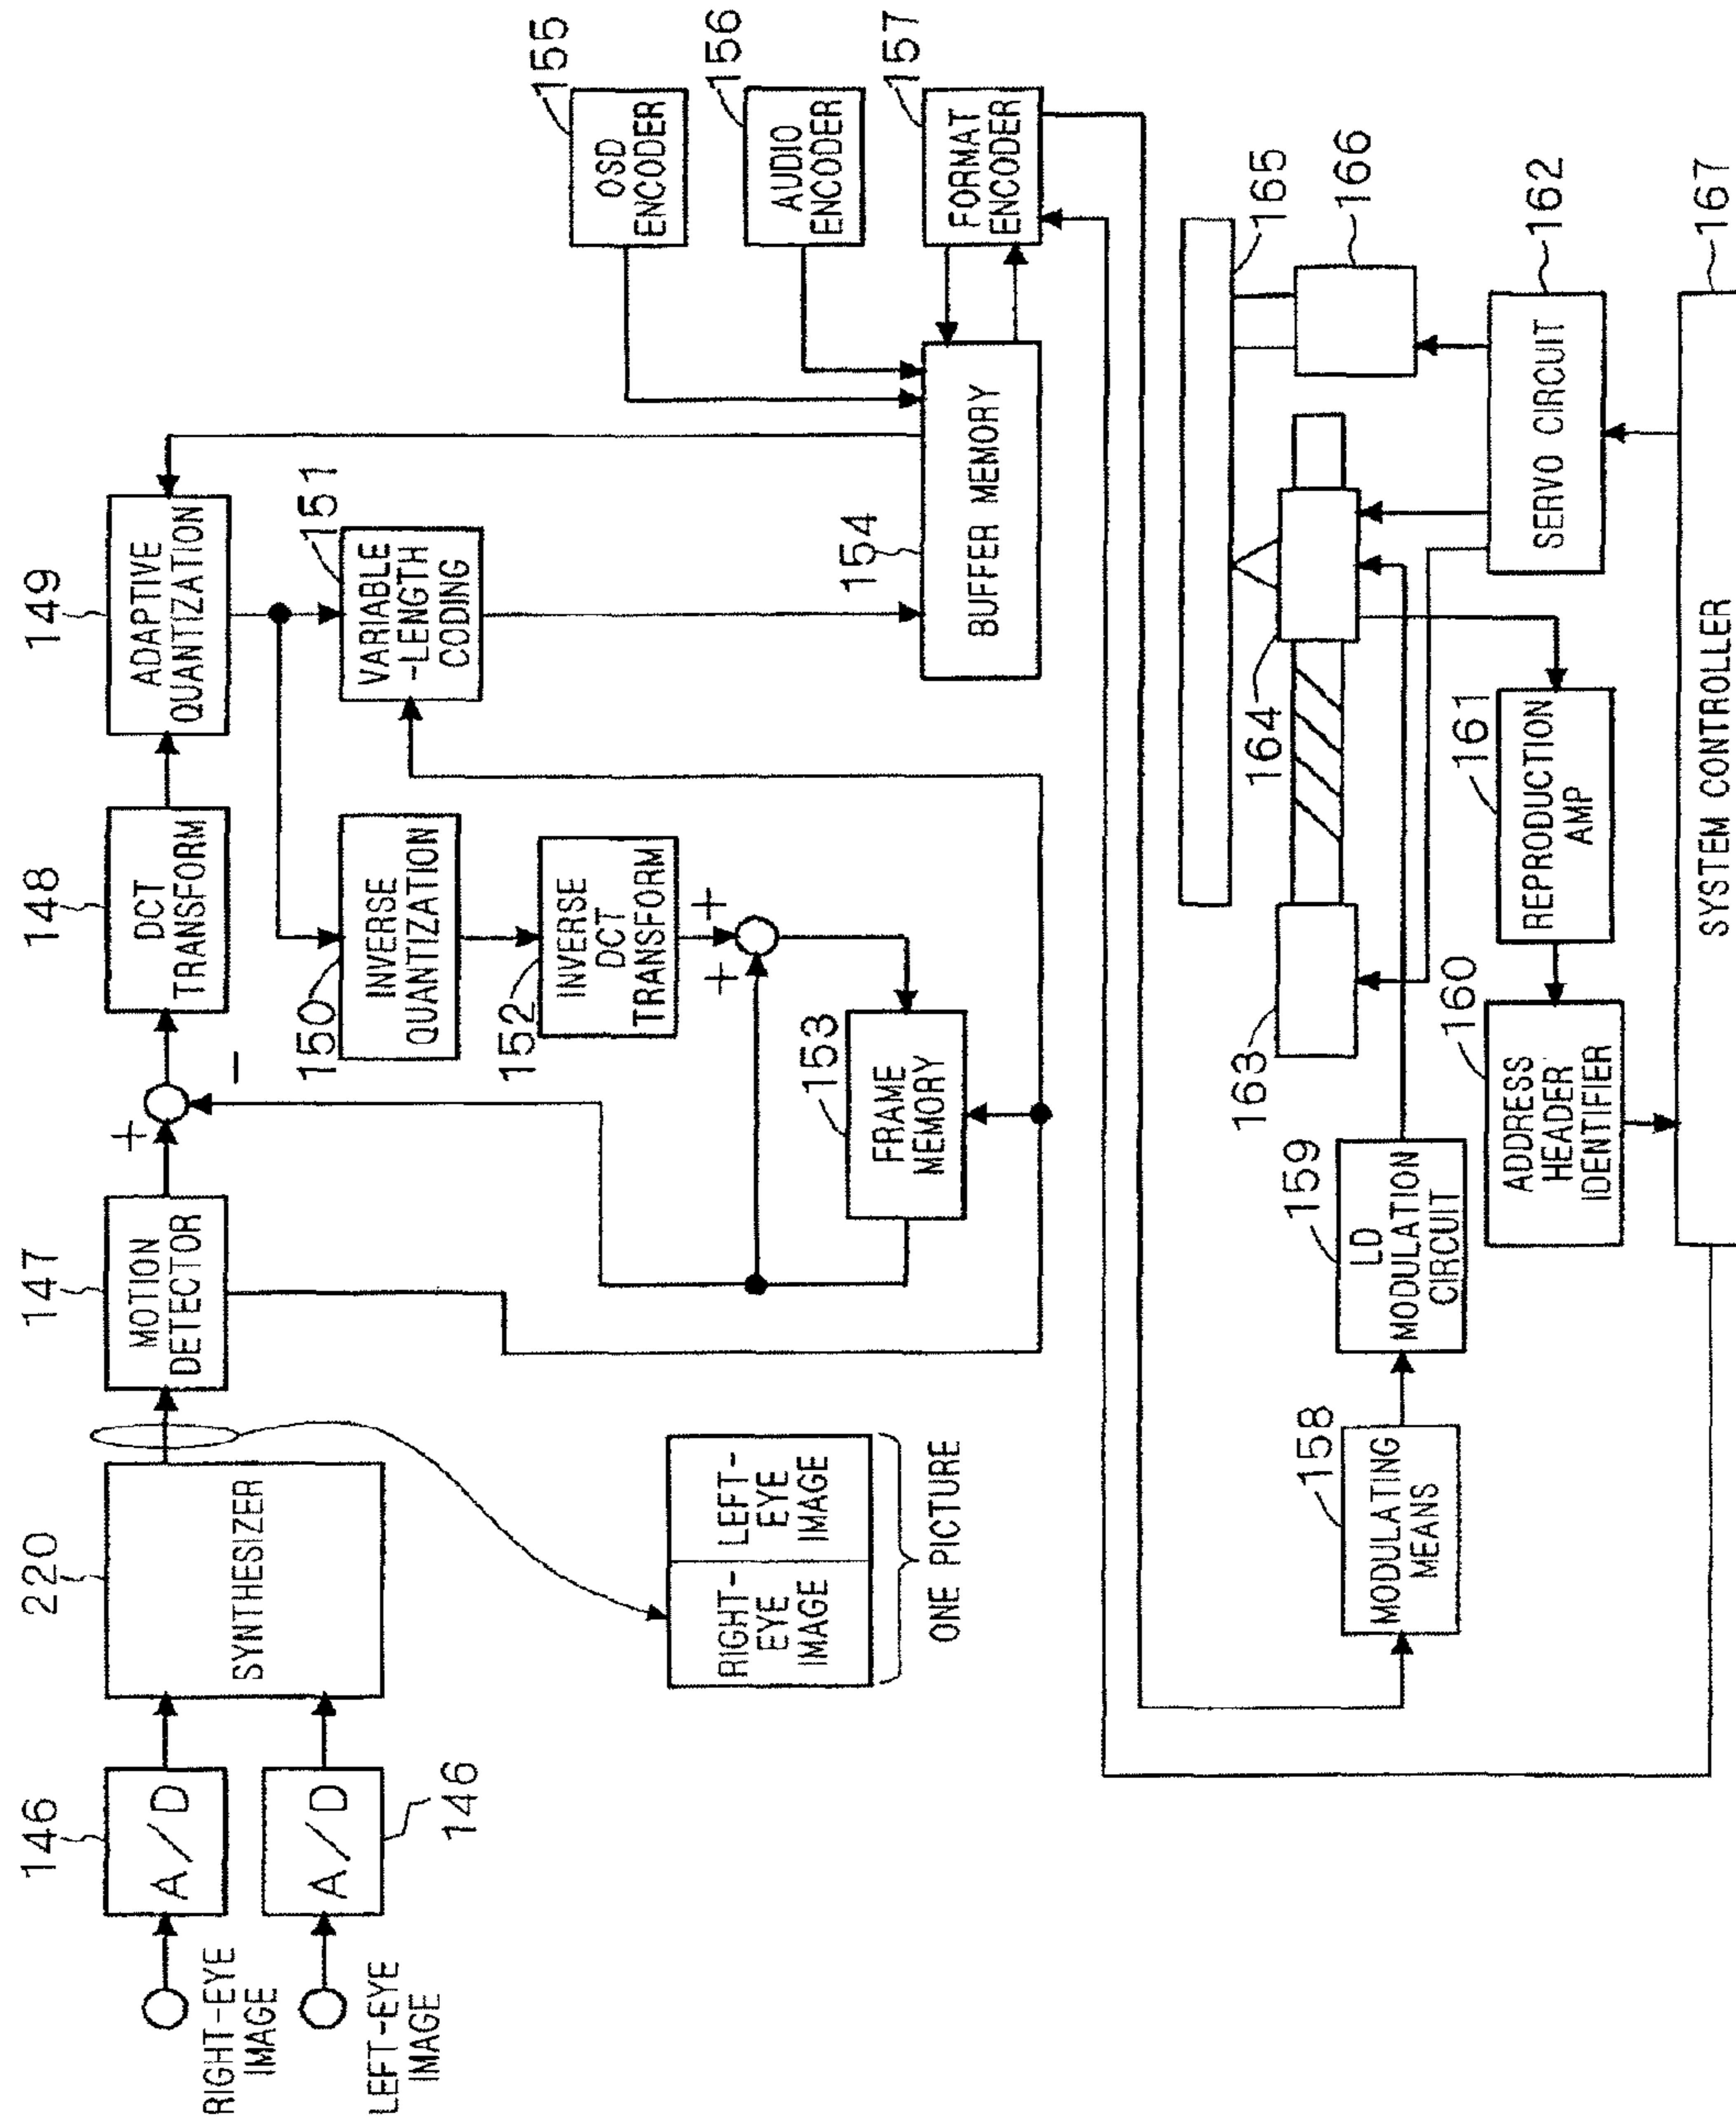 146
A/D
RIGHT-EYE
IMAGE
A/D
146
LEFT-EYE
IMAGE
220
SYNTHESIZER
RIGHT-
EYE
IMAGE
LEFT-
EYE
IMAGE
ONE PICTURE
147
MOTION
DETECTOR
+
-
148
DCT
TRANSFORM
149
ADAPTIVE
QUANTIZATION
150
INVERSE
QUANTIZATION
151
VARIABLE
-LENGTH
CODING
152
INVERSE
DCT
TRANSFORM
+
+
153
FRAME
MEMORY
154
BUFFER MEMORY
155
OSD
ENCODER
156
AUDIO
ENCODER
157
FORMAT
ENCODER
158
MODULATING
MEANS
159
LD
MODULATION
CIRCUIT
163
164
165
166
160
ADDRESS
HEADER
IDENTIFIER
161
REPRODUCTION
AMP
162
SERVO CIRCUIT
167
SYSTEM CONTROLLER